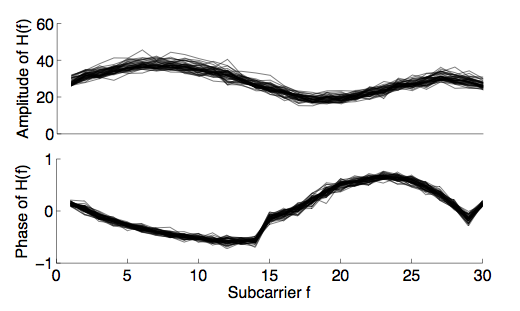 Amplitude of H(f)
60
40
20
0
Phase of H(f)
1
0
−1
0 5 10 15 20 25 30
Subcarrier f